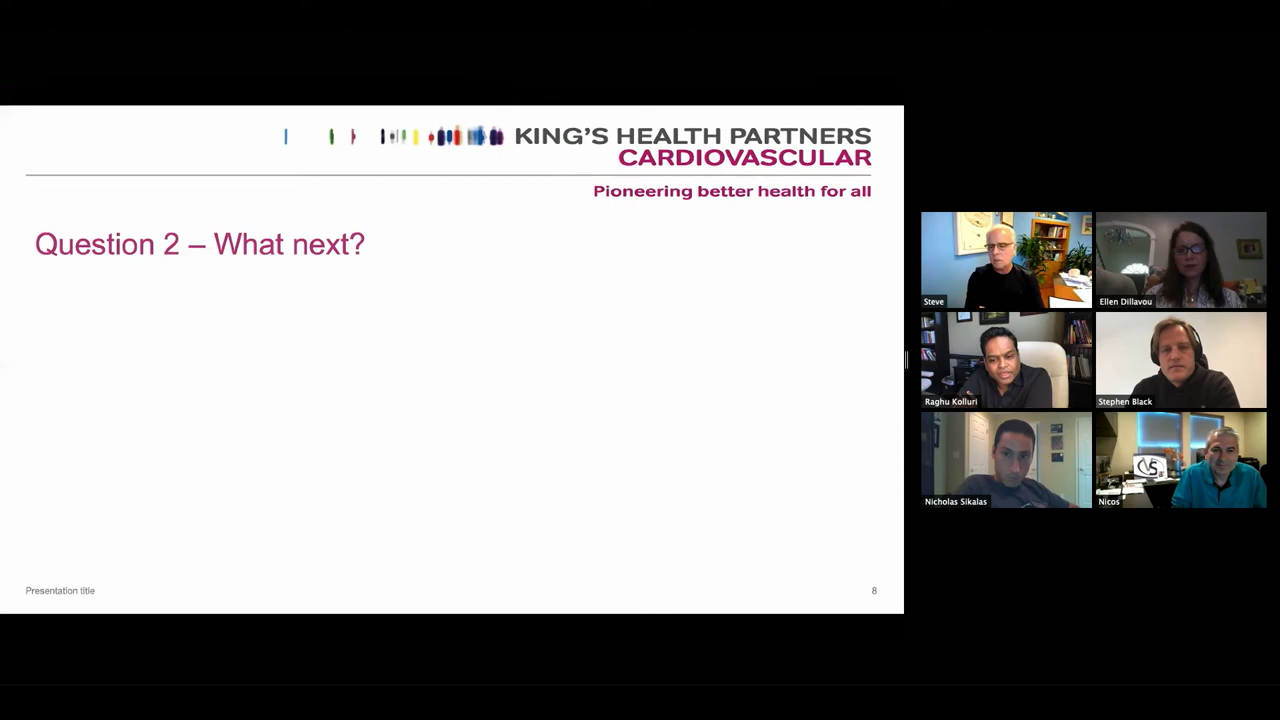 KING'S HEALTH PARTNERS
CARDIOVASCULAR
Pioneering better health for all
Question 2 – What next?
Presentation title
8
Steve
Ellen Dillavou
Raghu Kolluri
Stephen Black
Nicholas Sikalas
Nicos